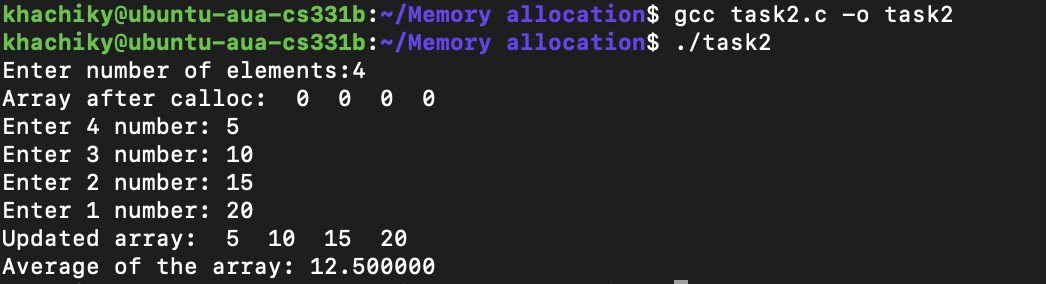 khachiky@ubuntu-aua-cs331b:~/Memory allocation$ gcc task2.c -o task2
khachiky@ubuntu-aua-cs331b:~/Memory allocation$ ./task2
Enter number of elements:4
Array after calloc:  0  0  0  0
Enter 4 number: 5
Enter 3 number: 10
Enter 2 number: 15
Enter 1 number: 20
Updated array:  5  10  15  20
Average of the array: 12.500000